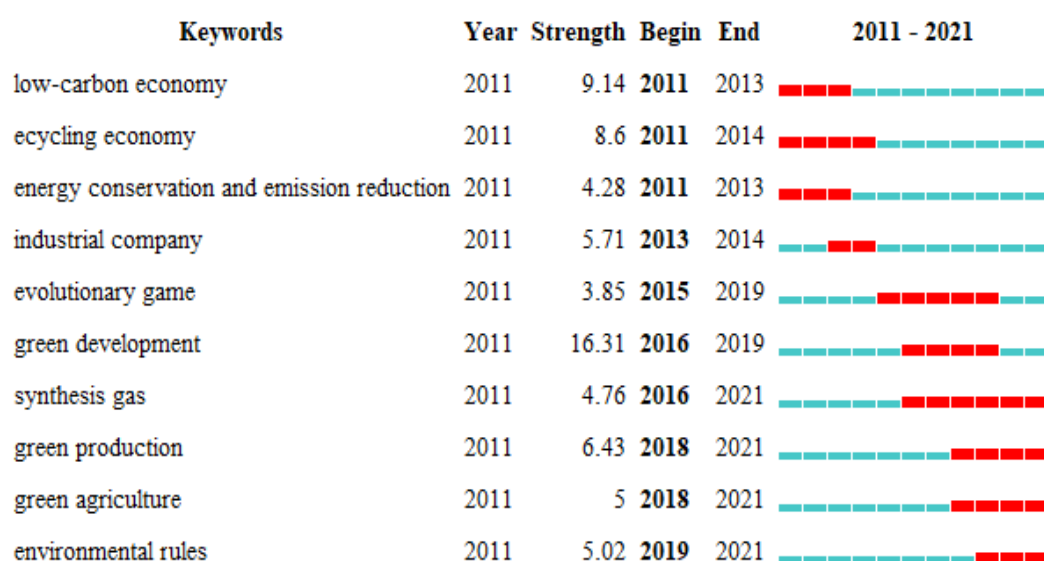 Keywords Year Strength Begin End 2011 - 2021
low-carbon economy 2011 9.14 2011 2013
ecycling economy 2011 8.6 2011 2014
energy conservation and emission reduction 2011 4.28 2011 2013
industrial company 2011 5.71 2013 2014
evolutionary game 2011 3.85 2015 2019
green development 2011 16.31 2016 2019
synthesis gas 2011 4.76 2016 2021
green production 2011 6.43 2018 2021
green agriculture 2011 5 2018 2021
environmental rules 2011 5.02 2019 2021